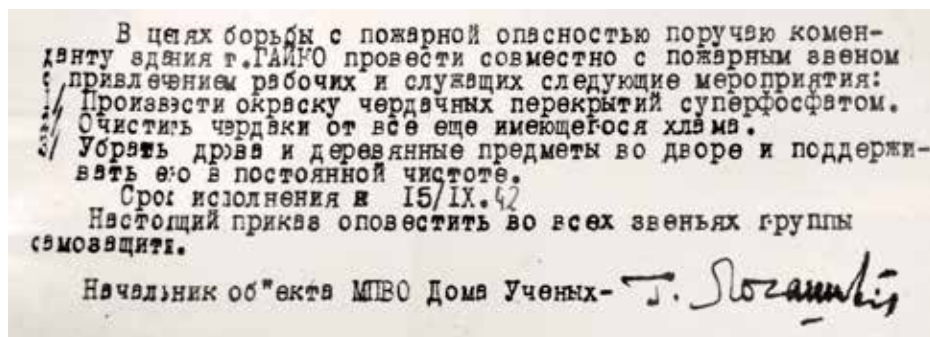 В целях борьбы с пожарной опасностью поручаю комен-
данту здания т.ГАЙКО провести совместно с пожарным звеном
с привлечением рабочих и служащих следующие мероприятия:
1/ Произвести окраску чердачных перекрытий суперфосфатом.
2/ Очистить чердаки от все еще имеющегося хлама.
3/ Убрать дрова и деревянные предметы во дворе и поддержи-
вать его в постоянной чистоте.
Срок исполнения к 15/IX.42
Настоящий приказ оповестить во всех звеньях группы
самозащиты.
Начальник об"екта МПВО Дома Ученых-